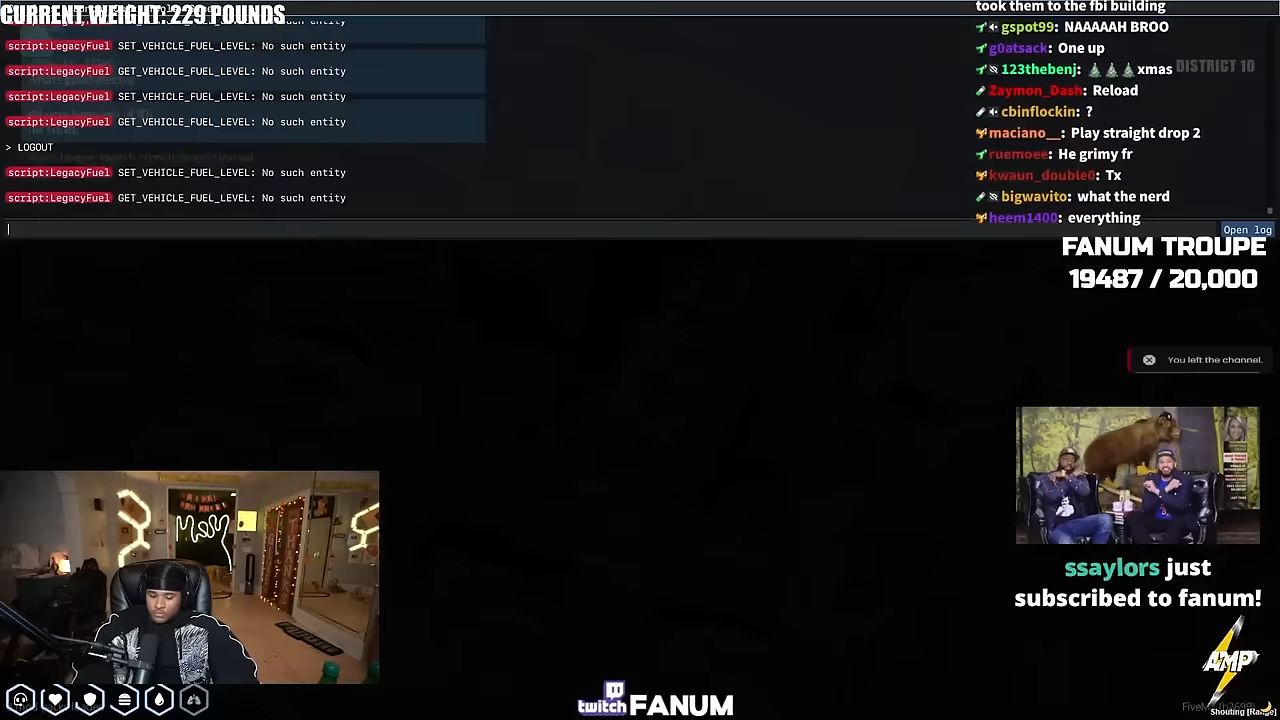 CURRENT WEIGHT: 229 POUNDS
script:LegacyFuel SET_VEHICLE_FUEL_LEVEL: No such entity
script:LegacyFuel GET_VEHICLE_FUEL_LEVEL: No such entity
script:LegacyFuel SET_VEHICLE_FUEL_LEVEL: No such entity
script:LegacyFuel GET_VEHICLE_FUEL_LEVEL: No such entity
> LOGOUT
script:LegacyFuel SET_VEHICLE_FUEL_LEVEL: No such entity
script:LegacyFuel GET_VEHICLE_FUEL_LEVEL: No such entity
took them to the fbi building
gspot99: NAAAAAH BROO
g0atsack: One up
123thebenj: 🎄🎄🎄xmas
DISTRICT 10
Zaymon_Dash: Reload
cbinflockin: ?
maciano__: Play straight drop 2
ruemoee: He grimy fr
kwaun_double0: Tx
bigwavito: what the nerd
heem1400: everything
Open log
FANUM TROUPE
19487 / 20,000
You left the channel.
ssaylors just
subscribed to fanum!
AMP
twitch FANUM
Shouting [Range]